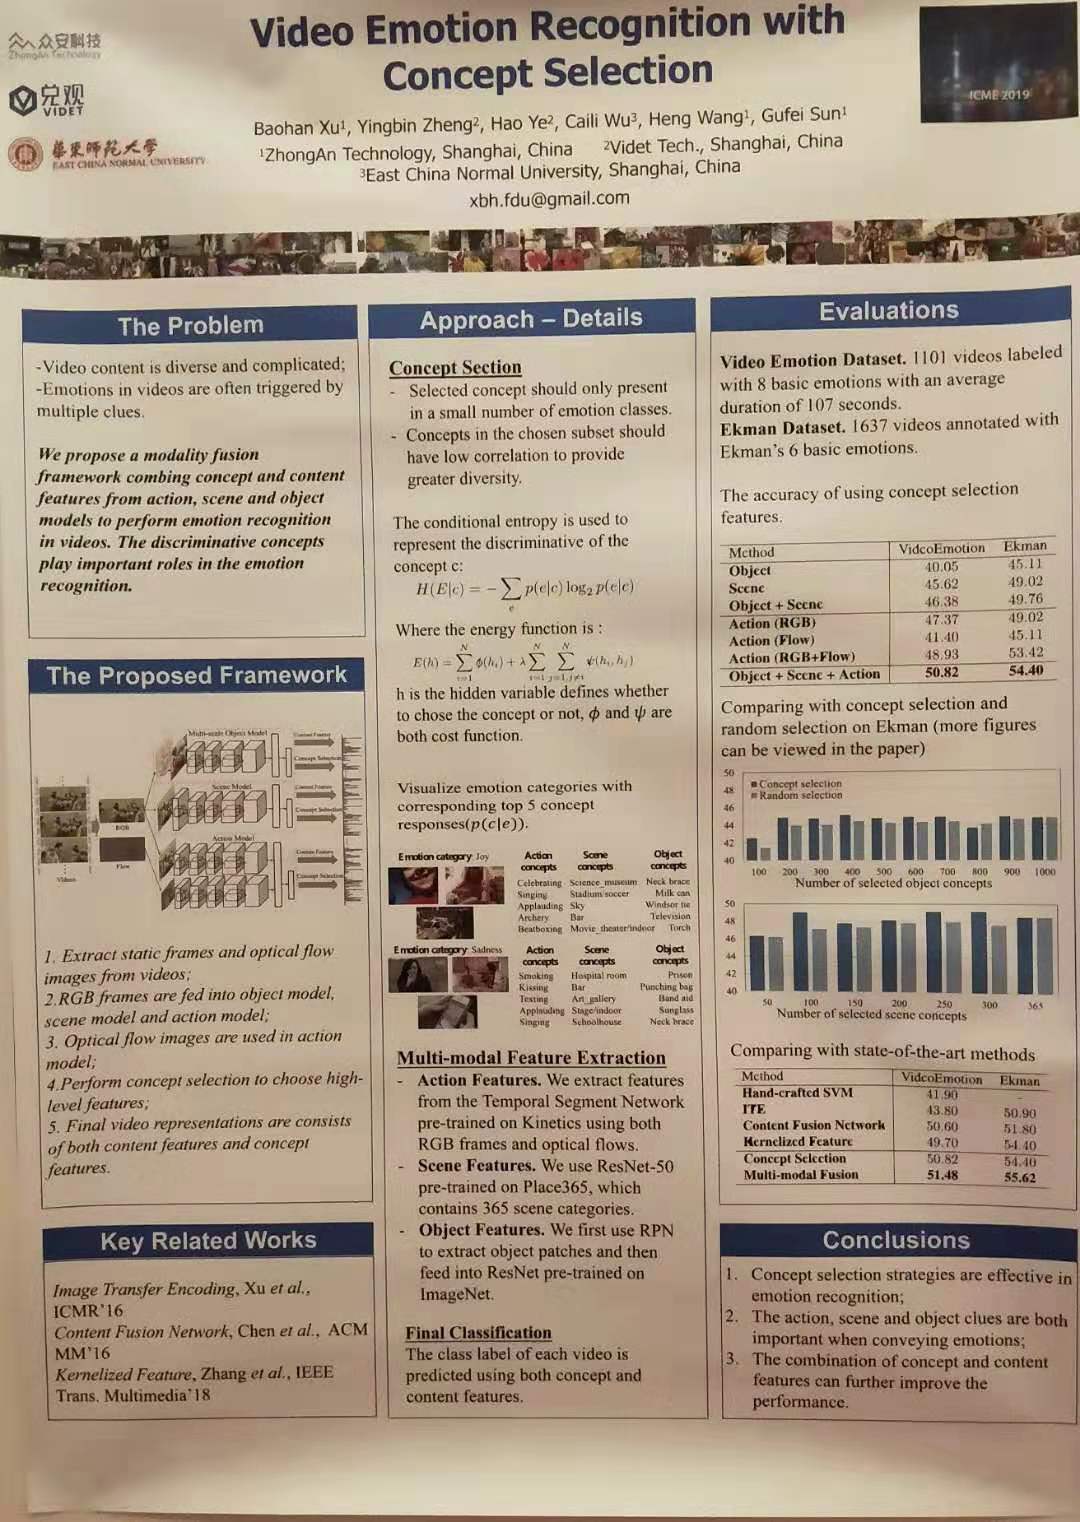 众安科技
ZhongAn Technology
兑观
VIDET
華東師範大學
EAST CHINA NORMAL UNIVERSITY
Video Emotion Recognition with
Concept Selection
ICME 2019
Baohan Xu¹, Yingbin Zheng², Hao Ye², Caili Wu³, Heng Wang¹, Gufei Sun¹
¹ZhongAn Technology, Shanghai, China ²Videt Tech., Shanghai, China
³East China Normal University, Shanghai, China
xbh.fdu@gmail.com
The Problem
-Video content is diverse and complicated;
-Emotions in videos are often triggered by
multiple clues.
We propose a modality fusion
framework combing concept and content
features from action, scene and object
models to perform emotion recognition
in videos. The discriminative concepts
play important roles in the emotion
recognition.
The Proposed Framework
Multi-scale Object Model
Content Feature
Concept Selection
Scene Model
Content Feature
Concept Selection
Action Model
Content Feature
Concept Selection
RGB
Flow
Videos
1. Extract static frames and optical flow
images from videos;
2.RGB frames are fed into object model,
scene model and action model;
3. Optical flow images are used in action
model;
4.Perform concept selection to choose high-
level features;
5. Final video representations are consists
of both content features and concept
features.
Key Related Works
Image Transfer Encoding, Xu et al.,
ICMR'16
Content Fusion Network, Chen et al., ACM
MM'16
Kernelized Feature, Zhang et al., IEEE
Trans. Multimedia'18
Approach – Details
Concept Section
- Selected concept should only present
in a small number of emotion classes.
- Concepts in the chosen subset should
have low correlation to provide
greater diversity.
The conditional entropy is used to
represent the discriminative of the
concept c:
H(E|c) = − ∑ p(e|c) log₂ p(e|c)
e
Where the energy function is :
E(h) = ∑ φ(hᵢ) + λ ∑ ∑ ψ(hᵢ, hⱼ)
h is the hidden variable defines whether
to chose the concept or not, ϕ and ψ are
both cost function.
Visualize emotion categories with
corresponding top 5 concept
responses(p(c|e)).
Emotion category: Joy
Action concepts Scene concepts Object concepts
Celebrating Science_museum Neck brace
Singing Stadium/soccer Milk can
Applauding Sky Windsor tie
Archery Bar Television
Beatboxing Movie_theater/indoor Torch
Emotion category: Sadness
Action concepts Scene concepts Object concepts
Smoking Hospital room Prison
Kissing Bar Punching bag
Texting Art_gallery Band aid
Applauding Stage/indoor Sunglass
Singing Schoolhouse Neck brace
Multi-modal Feature Extraction
- Action Features. We extract features
from the Temporal Segment Network
pre-trained on Kinetics using both
RGB frames and optical flows.
- Scene Features. We use ResNet-50
pre-trained on Place365, which
contains 365 scene categories.
- Object Features. We first use RPN
to extract object patches and then
feed into ResNet pre-trained on
ImageNet.
Final Classification
The class label of each video is
predicted using both concept and
content features.
Evaluations
Video Emotion Dataset. 1101 videos labeled
with 8 basic emotions with an average
duration of 107 seconds.
Ekman Dataset. 1637 videos annotated with
Ekman's 6 basic emotions.
The accuracy of using concept selection
features.
Method VideoEmotion Ekman
Object 40.05 45.11
Scene 45.62 49.02
Object + Scene 46.38 49.76
Action (RGB) 47.37 49.02
Action (Flow) 41.40 45.11
Action (RGB+Flow) 48.93 53.42
Object + Scene + Action 50.82 54.40
Comparing with concept selection and
random selection on Ekman (more figures
can be viewed in the paper)
50
48
46
44
42
40
Concept selection
Random selection
100 200 300 400 500 600 700 800 900 1000
Number of selected object concepts
50
48
46
44
42
40
50 100 150 200 250 300 365
Number of selected scene concepts
Comparing with state-of-the-art methods
Method VideoEmotion Ekman
Hand-crafted SVM 41.90 -
ITE 43.80 50.90
Content Fusion Network 50.60 51.80
Kernelized Feature 49.70 54.40
Concept Selection 50.82 54.40
Multi-modal Fusion 51.48 55.62
Conclusions
1. Concept selection strategies are effective in
emotion recognition;
2. The action, scene and object clues are both
important when conveying emotions;
3. The combination of concept and content
features can further improve the
performance.